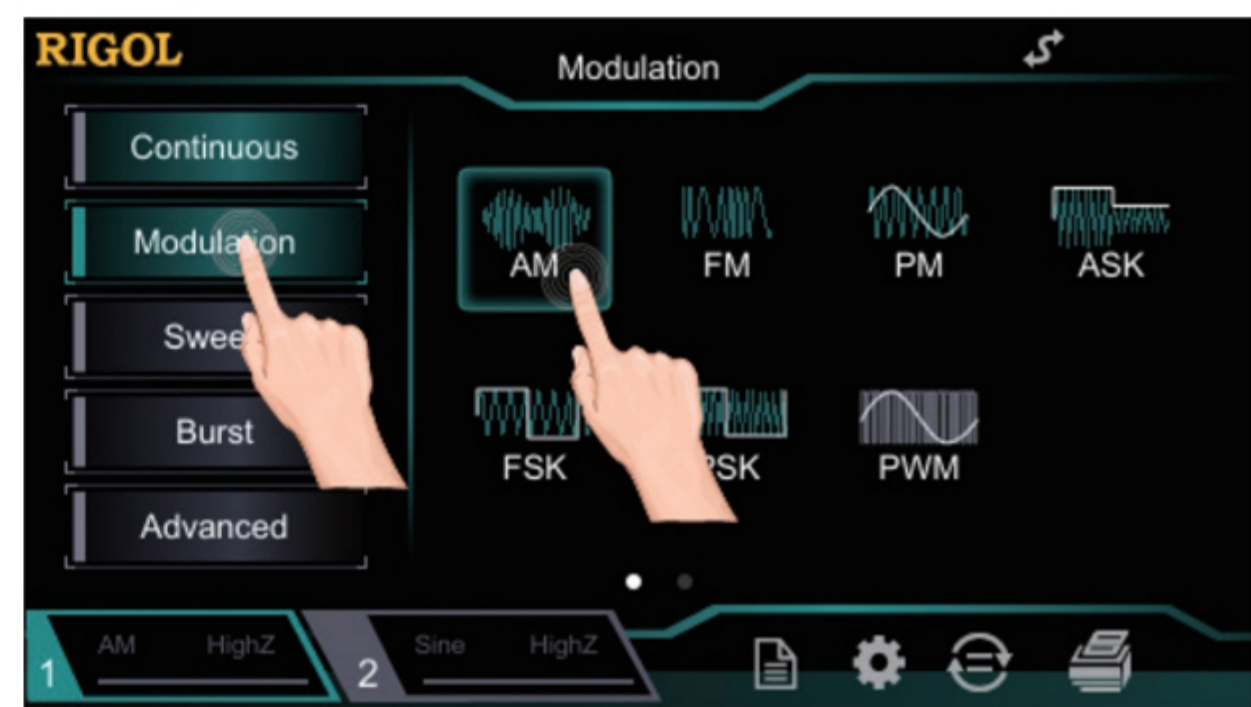 RIGOL
Modulation
Continuous
Modulation
Burst
Advanced
AM
FM
PM
ASK
FSK
PWM
1
AM HighZ
2
Sine HighZ